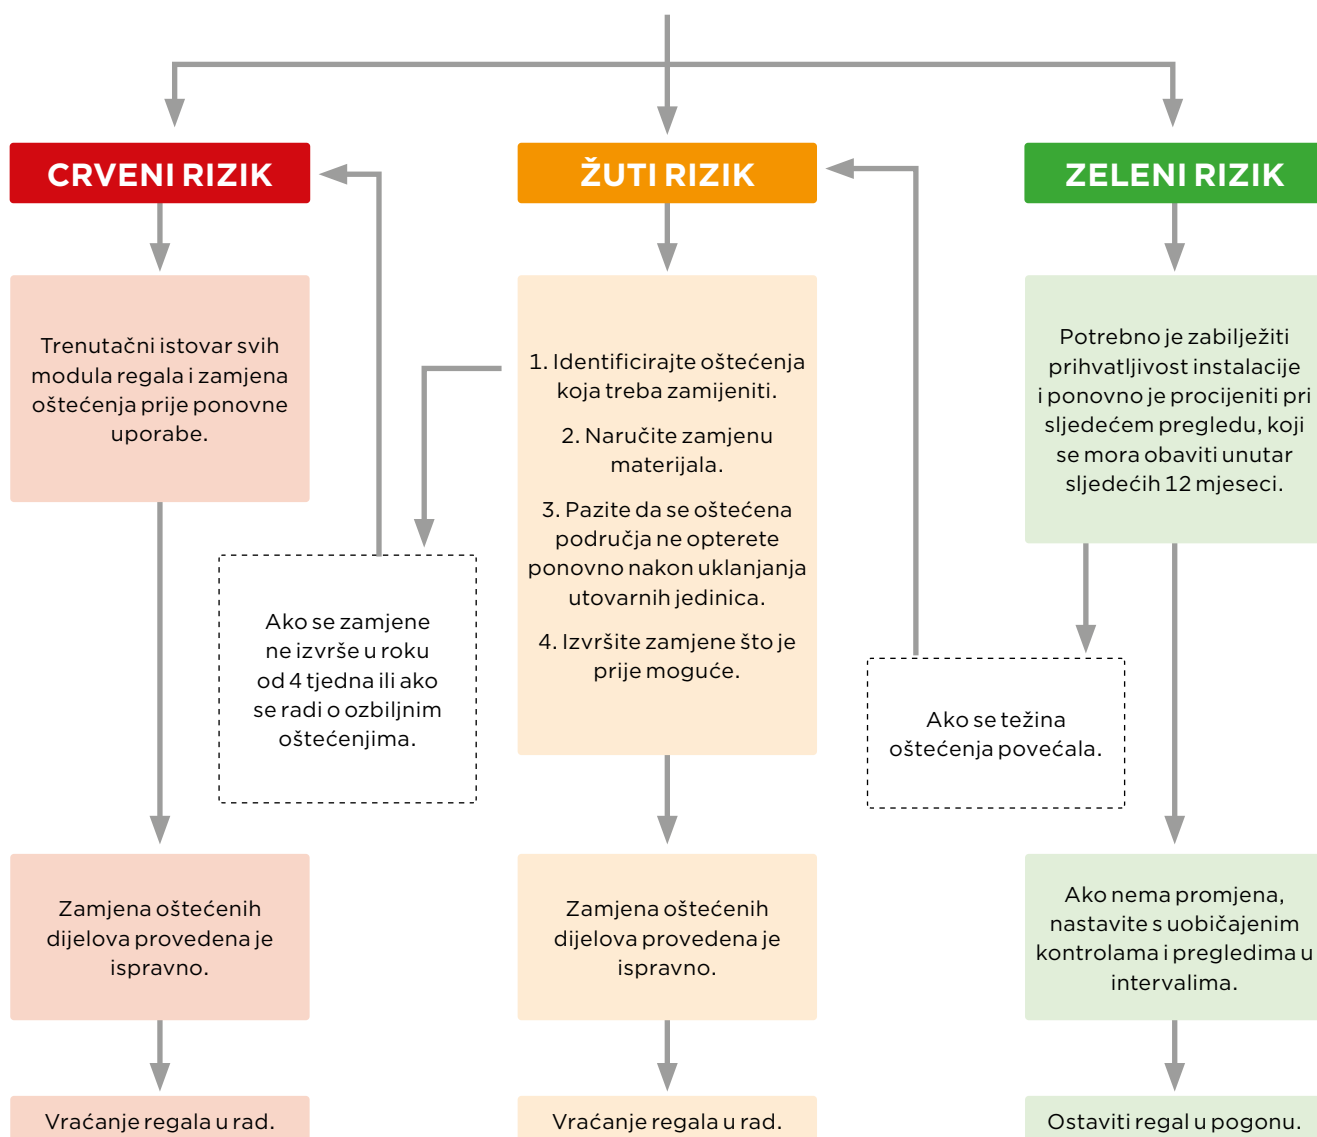 CRVENI RIZIK
ŽUTI RIZIK
ZELENI RIZIK
Trenutačni istovar svih
modula regala i zamjena
oštećenja prije ponovne
uporabe.
1. Identificirajte oštećenja
koja treba zamijeniti.
2. Naručite zamjenu
materijala.
3. Pazite da se oštećena
područja ne opterete
ponovno nakon uklanjanja
utovarnih jedinica.
4. Izvršite zamjene što je
prije moguće.
Potrebno je zabilježiti
prihvatljivost instalacije
i ponovno je procijeniti pri
sljedećem pregledu, koji
se mora obaviti unutar
sljedećih 12 mjeseci.
Ako se zamjene
ne izvrše u roku
od 4 tjedna ili ako
se radi o ozbiljnim
oštećenjima.
Ako se težina
oštećenja povećala.
Zamjena oštećenih
dijelova provedena je
ispravno.
Zamjena oštećenih
dijelova provedena je
ispravno.
Ako nema promjena,
nastavite s uobičajenim
kontrolama i pregledima u
intervalima.
Vraćanje regala u rad.
Vraćanje regala u rad.
Ostaviti regal u pogonu.